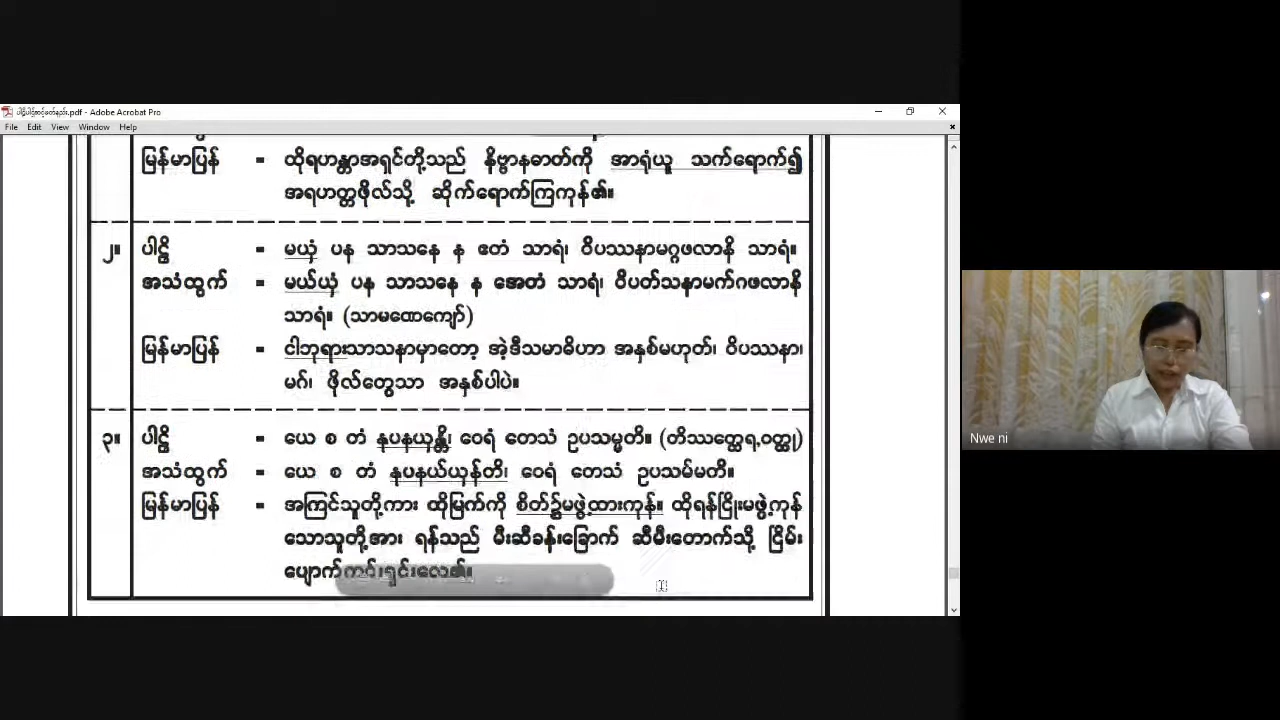 ပါဠိပါဠိစာပိုဒ်ဖတ်နည်း.pdf - Adobe Acrobat Pro
File Edit View Window Help
မြန်မာပြန် = ထိုရဟန္တာအရှင်တို့သည် နိဗ္ဗာနဓာတ်ကို အာရုံယူ သက်ရောက်၍
အရဟတ္တဖိုလ်သို့ ဆိုက်ရောက်ကြကုန်၏။
၂။ ပါဠိ = မယှံ ပန သာသနေ န ဧတံ သာရံ၊ ဝိပဿနာမဂ္ဂဖလာနိ သာရံ။
အသံထွက် = မယ်ယှံ ပန သာသနေ န အေတံ သာရံ၊ ဝိပတ်သနာမက်ဂဖလာနိ
သာရံ။ (သာမဏေကျော်)
မြန်မာပြန် = ငါဘုရားသာသနာမှာတော့ အဲ့ဒီသမာဓိဟာ အနှစ်မဟုတ်၊ ဝိပဿနာ၊
မဂ်၊ ဖိုလ်တွေသာ အနှစ်ပါပဲ။
၃။ ပါဠိ = ယေ စ တံ နုပနယှန္တိ၊ ဝေရံ တေသံ ဥပသမ္မတိ။ (တိဿတ္ထေရ,ဝတ္ထု)
အသံထွက် = ယေ စ တံ နုပနယ်ယှန်တိ၊ ဝေရံ တေသံ ဥပသမ်မတိ။
မြန်မာပြန် = အကြင်သူတို့ကား ထိုမြက်ကို စိတ်၌မဖွဲ့ထားကုန်။ ထိုရန်ငြိုးမဖွဲ့ကုန်
သောသူတို့အား ရန်သည် မီးဆီခန်းခြောက် ဆီမီးတောက်သို့ ငြိမ်း
ပျောက်ကင်းရှင်းလေ၏။
Nwe ni